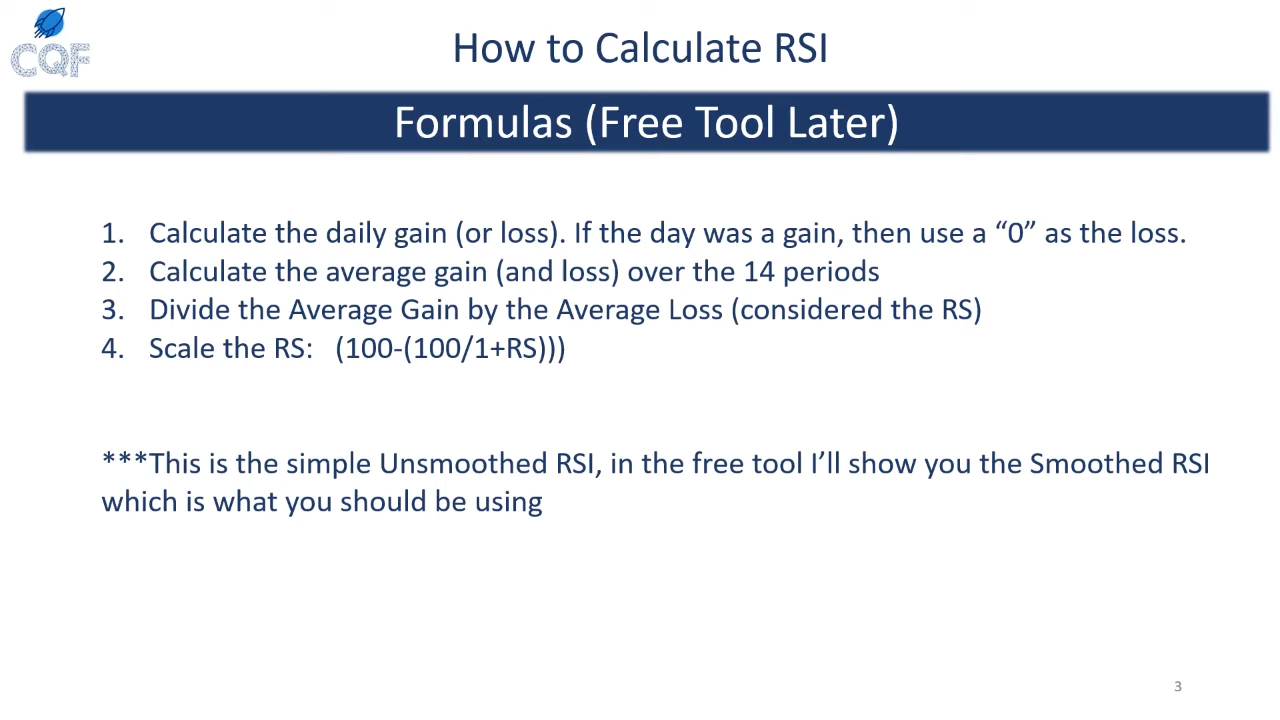 CQF
How to Calculate RSI
Formulas (Free Tool Later)
1. Calculate the daily gain (or loss). If the day was a gain, then use a “0” as the loss.
2. Calculate the average gain (and loss) over the 14 periods
3. Divide the Average Gain by the Average Loss (considered the RS)
4. Scale the RS: (100-(100/1+RS)))
***This is the simple Unsmoothed RSI, in the free tool I’ll show you the Smoothed RSI
which is what you should be using
3